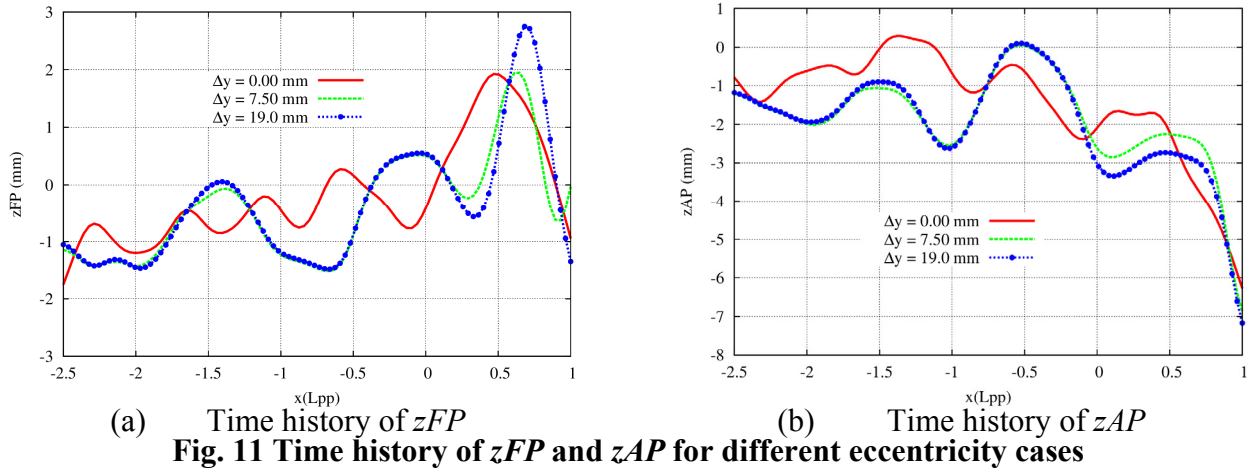 3
2
1
0
-1
-2
-3
zFP (mm)
Δy = 0.00 mm
Δy = 7.50 mm
Δy = 19.0 mm
-2.5 -2 -1.5 -1 -0.5 0 0.5 1
x(Lpp)
(a) Time history of zFP
1
0
-1
-2
-3
-4
-5
-6
-7
-8
zAP (mm)
Δy = 0.00 mm
Δy = 7.50 mm
Δy = 19.0 mm
-2.5 -2 -1.5 -1 -0.5 0 0.5 1
x(Lpp)
(b) Time history of zAP
Fig. 11 Time history of zFP and zAP for different eccentricity cases